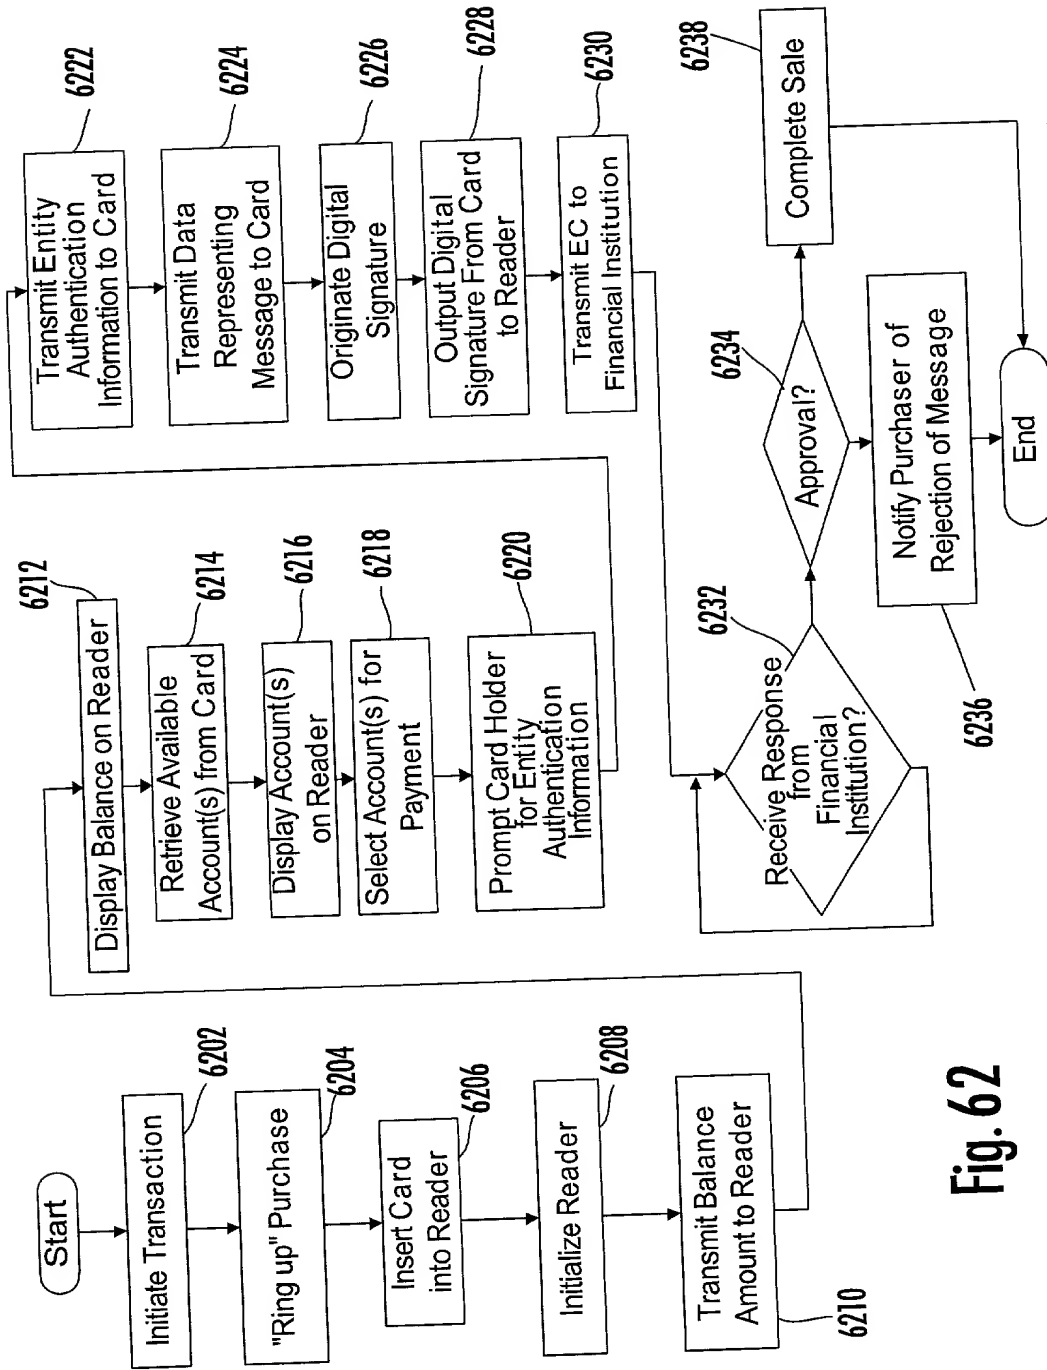 Start
Initiate Transaction
6202
"Ring up" Purchase
6204
Insert Card
into Reader
6206
Initialize Reader
6208
Transmit Balance
Amount to Reader
6210
6212
Display Balance on Reader
Retrieve Available
Account(s) from Card
6214
Display Account(s)
on Reader
6216
Select Account(s) for
Payment
6218
Prompt Card Holder
for Entity
Authentication
Information
6220
Transmit Entity
Authentication
Information to Card
6222
Transmit Data
Representing
Message to Card
6224
Originate Digital
Signature
6226
Output Digital
Signature From Card
to Reader
6228
Transmit EC to
Financial Institution
6230
Receive Response
from
Financial
Institution?
6232
Approval?
6234
Notify Purchaser of
Rejection of Message
6236
Complete Sale
6238
End
Fig. 62